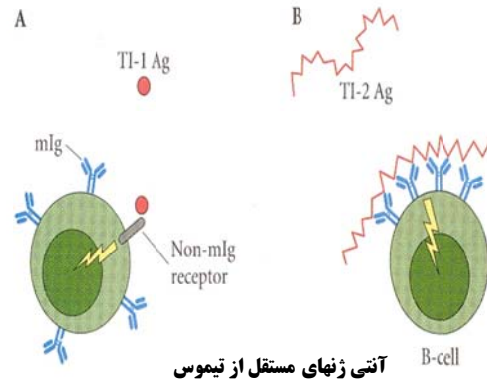 A
B
TI-1 Ag
TI-2 Ag
mIg
Non-mIg
receptor
B-cell
آنتی ژنهای مستقل از تیموس